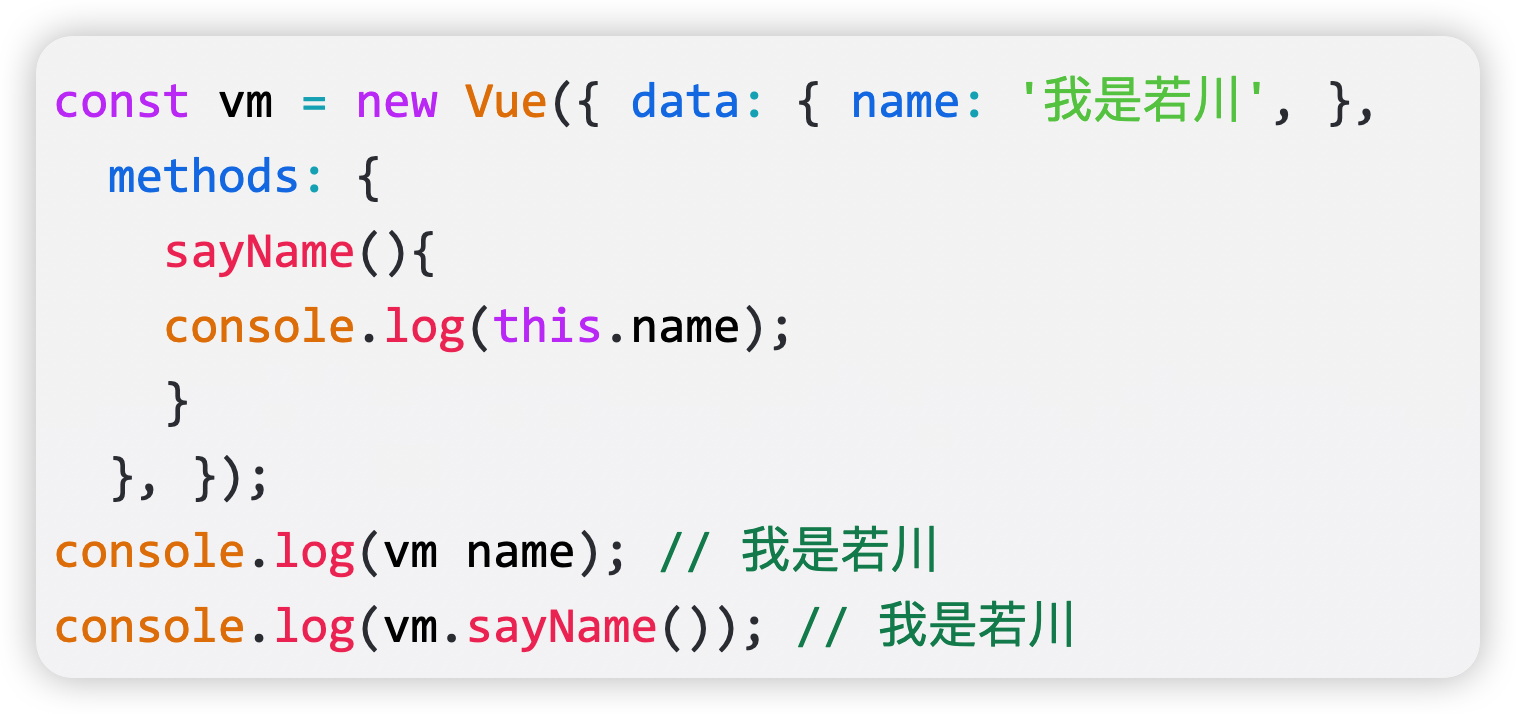 const vm = new Vue({ data: { name: '我是若川', },
  methods: {
    sayName(){
    console.log(this.name);
    }
  }, });
console.log(vm name); // 我是若川
console.log(vm.sayName()); // 我是若川